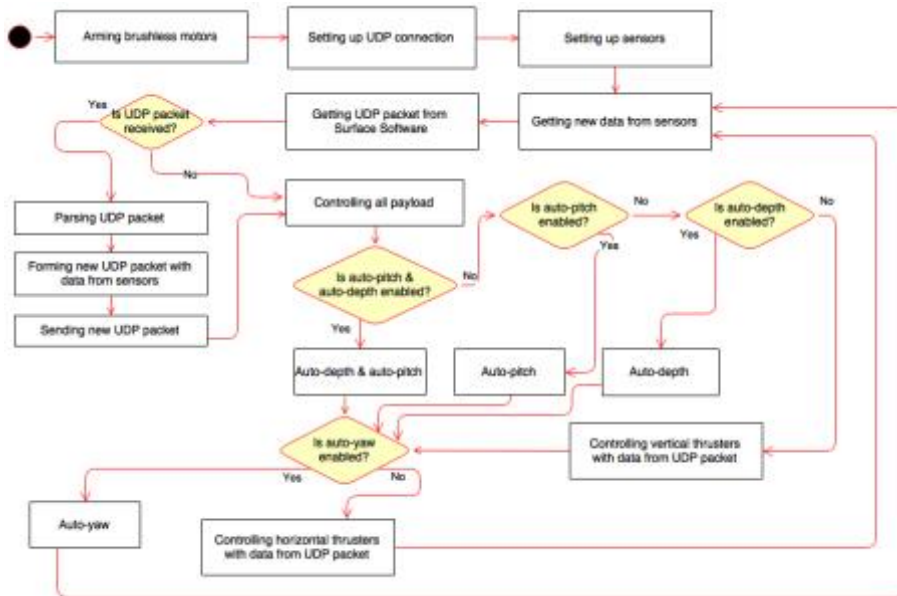 Arming brushless motors
Setting up UDP connection
Setting up sensors
Yes
Is UDP packet
received?
Getting UDP packet from
Surface Software
Getting new data from sensors
No
Parsing UDP packet
Controlling all payload
Is auto-pitch
enabled?
No
Is auto-depth
enabled?
No
Yes
Yes
Forming new UDP packet with
data from sensors
Is auto-pitch &
auto-depth enabled?
No
Sending new UDP packet
Yes
Auto-depth & auto-pitch
Auto-pitch
Auto-depth
Is auto-yaw
enabled?
Controlling vertical thrusters
with data from UDP packet
Yes
No
Auto-yaw
Controlling horizontal thrusters
with data from UDP packet